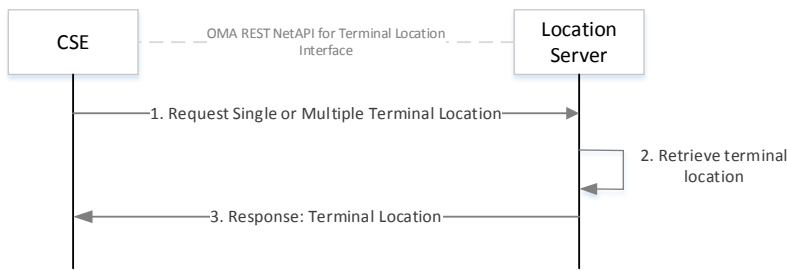 CSE
OMA REST NetAPI for Terminal Location
Interface
Location
Server
1. Request Single or Multiple Terminal Location
2. Retrieve terminal
location
3. Response: Terminal Location